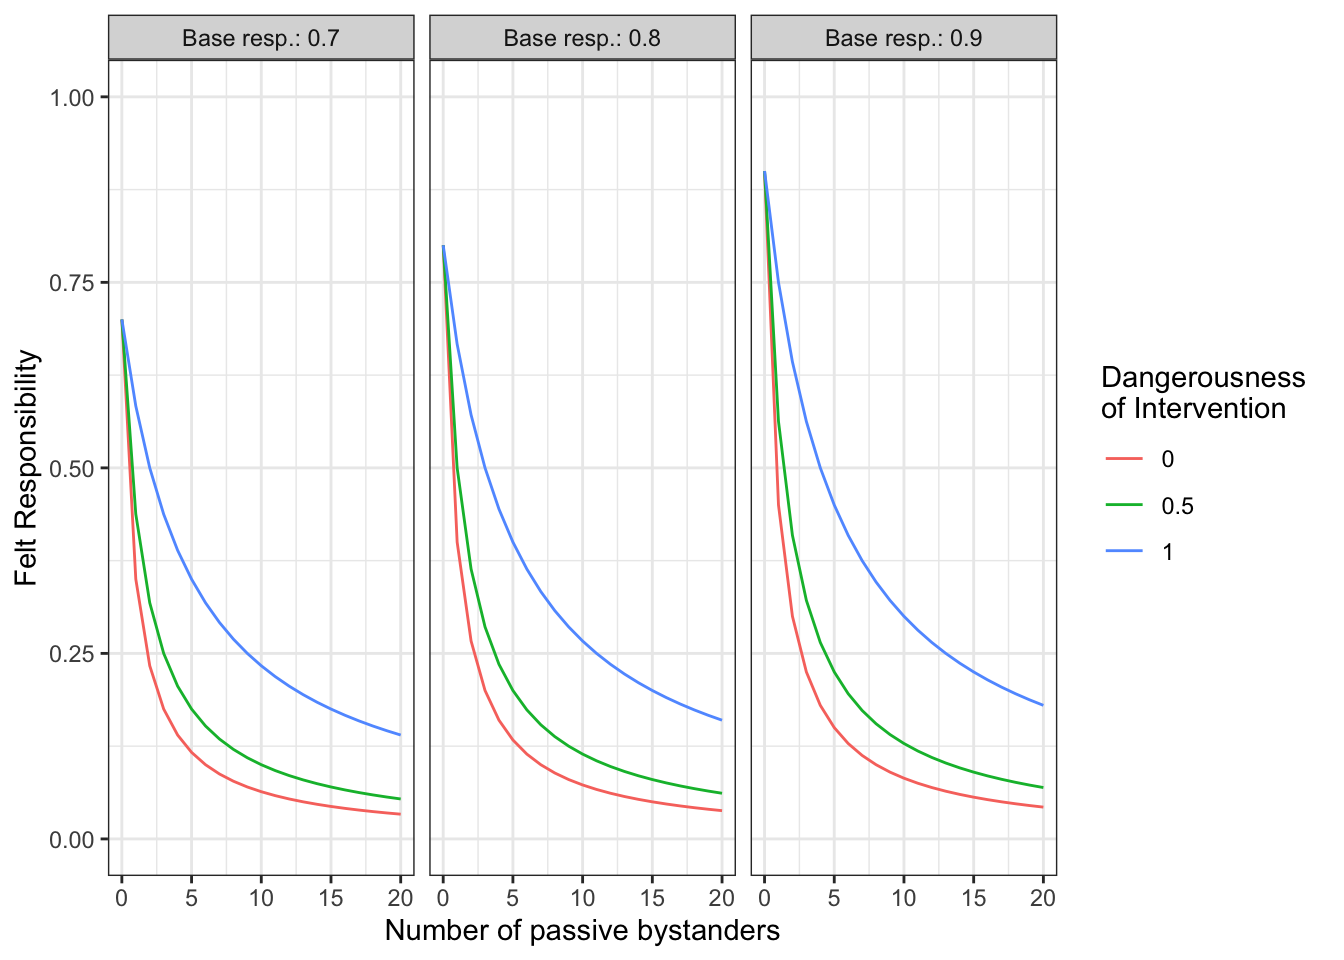 Base resp.: 0.7
Base resp.: 0.8
Base resp.: 0.9
1.00
0.75
0.50
0.25
0.00
Felt Responsibility
0 5 10 15 20
0 5 10 15 20
0 5 10 15 20
Number of passive bystanders
Dangerousness
of Intervention
0
0.5
1